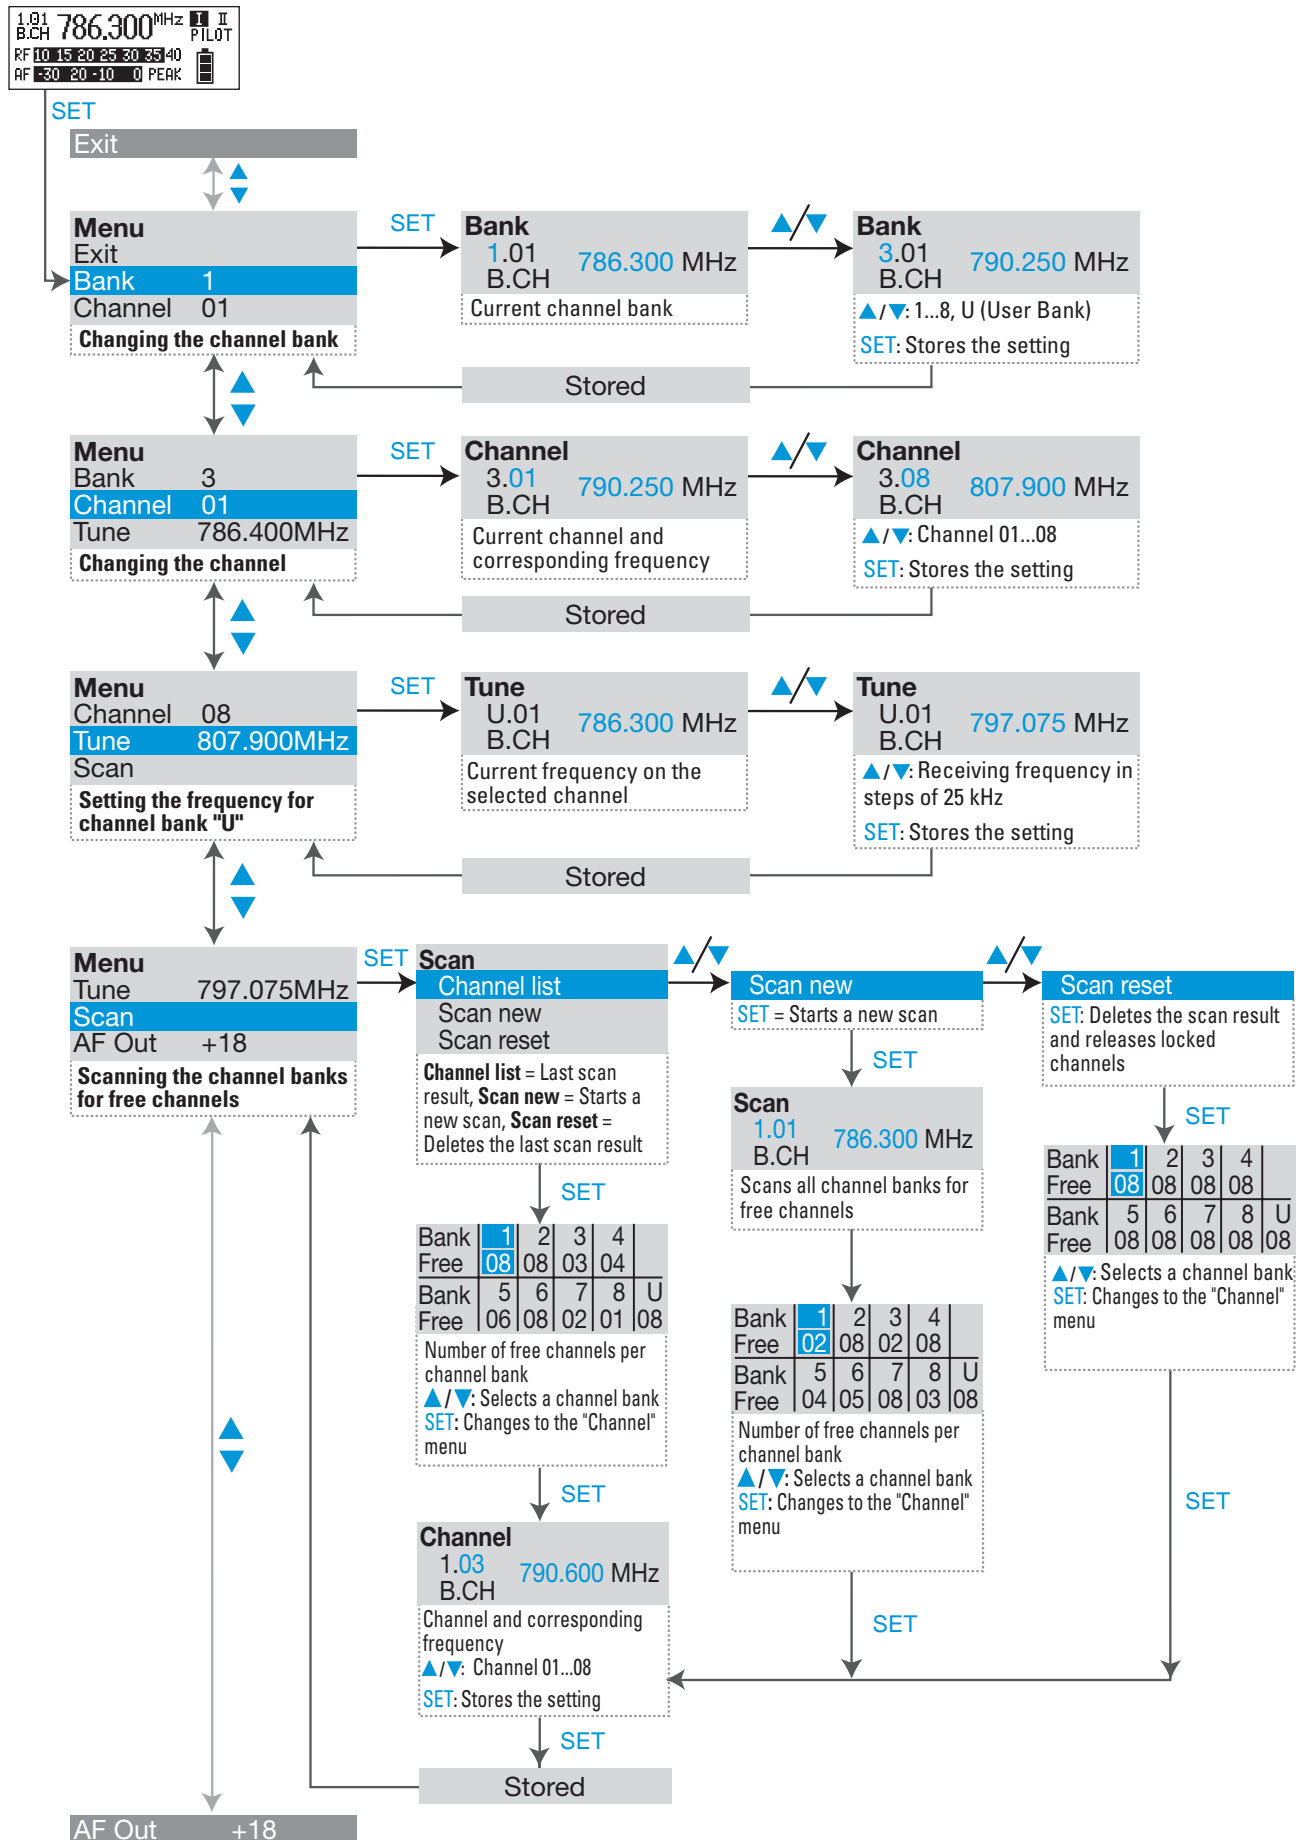 1.01 786.300MHz I II
B.CH PILOT
RF 10 15 20 25 30 35 40
AF -30 20 -10 0 PEAK
SET
Exit
Menu
Exit
Bank 1
Channel 01
Changing the channel bank
SET
Bank
1.01
B.CH
786.300 MHz
Current channel bank
Bank
3.01
B.CH
790.250 MHz
▲/▼: 1...8, U (User Bank)
SET: Stores the setting
Stored
Menu
Bank 3
Channel 01
Tune 786.400MHz
Changing the channel
SET
Channel
3.01
B.CH
790.250 MHz
Current channel and
corresponding frequency
Channel
3.08
B.CH
807.900 MHz
▲/▼: Channel 01...08
SET: Stores the setting
Stored
Menu
Channel 08
Tune 807.900MHz
Scan
Setting the frequency for
channel bank "U"
SET
Tune
U.01
B.CH
786.300 MHz
Current frequency on the
selected channel
Tune
U.01
B.CH
797.075 MHz
▲/▼: Receiving frequency in
steps of 25 kHz
SET: Stores the setting
Stored
Menu
Tune 797.075MHz
Scan
AF Out +18
Scanning the channel banks
for free channels
SET
Scan
Channel list
Scan new
Scan reset
Channel list = Last scan
result, Scan new = Starts a
new scan, Scan reset =
Deletes the last scan result
SET
Bank 1 2 3 4
Free 08 08 03 04
Bank 5 6 7 8 U
Free 06 08 02 01 08
Number of free channels per
channel bank
▲/▼: Selects a channel bank
SET: Changes to the "Channel"
menu
SET
Channel
1.03
B.CH
790.600 MHz
Channel and corresponding
frequency
▲/▼: Channel 01...08
SET: Stores the setting
SET
Stored
Scan new
SET = Starts a new scan
SET
Scan
1.01
B.CH
786.300 MHz
Scans all channel banks for
free channels
Bank 1 2 3 4
Free 02 08 02 08
Bank 5 6 7 8 U
Free 04 05 08 03 08
Number of free channels per
channel bank
▲/▼: Selects a channel bank
SET: Changes to the "Channel"
menu
SET
Scan reset
SET: Deletes the scan result
and releases locked
channels
SET
Bank 1 2 3 4
Free 08 08 08 08
Bank 5 6 7 8 U
Free 08 08 08 08 08
▲/▼: Selects a channel bank
SET: Changes to the "Channel"
menu
SET
AF Out +18